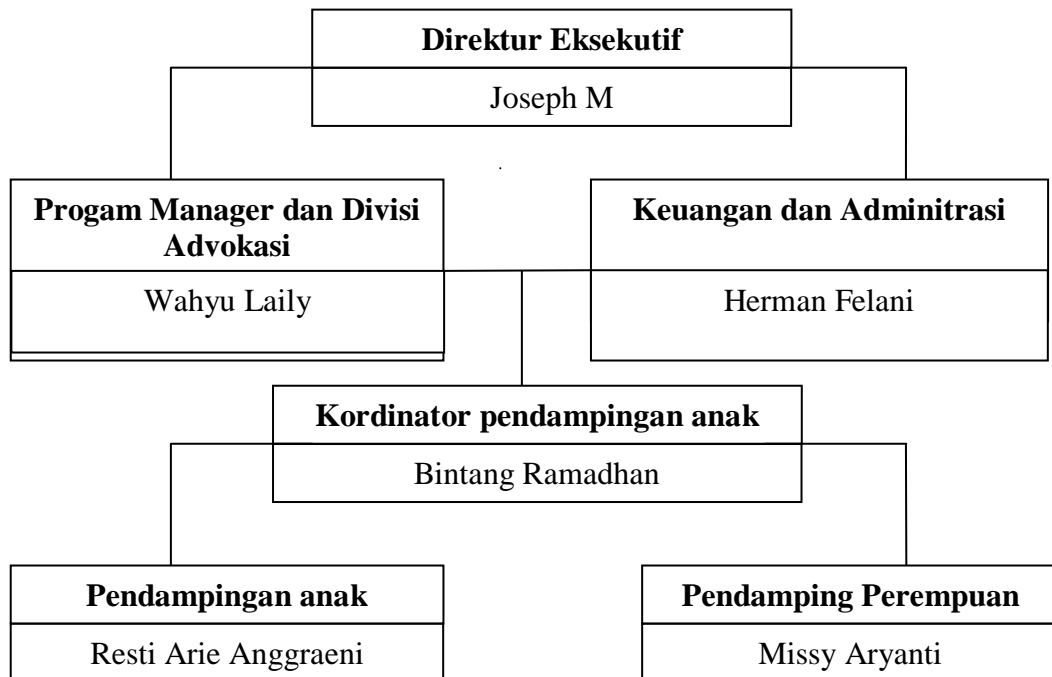 Direktur Eksekutif
Joseph M
Progam Manager dan Divisi
Advokasi
Wahyu Laily
Keuangan dan Adminitrasi
Herman Felani
Kordinator pendampingan anak
Bintang Ramadhan
Pendampingan anak
Resti Arie Anggraeni
Pendamping Perempuan
Missy Aryanti